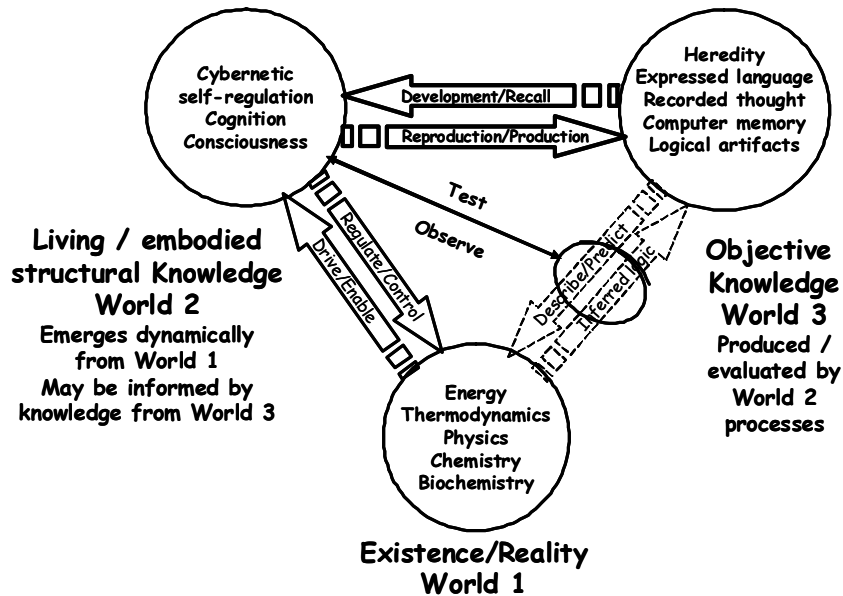 Cybernetic
self-regulation
Cognition
Consciousness
Heredity
Expressed language
Recorded thought
Computer memory
Logical artifacts
Development/Recall
Reproduction/Production
Test
Observe
Regulate/Control
Drive/Enable
Describe/Predict
Inferred logic
Living / embodied
structural Knowledge
World 2
Emerges dynamically
from World 1
May be informed by
knowledge from World 3
Objective
Knowledge
World 3
Produced /
evaluated by
World 2
processes
Energy
Thermodynamics
Physics
Chemistry
Biochemistry
Existence/Reality
World 1